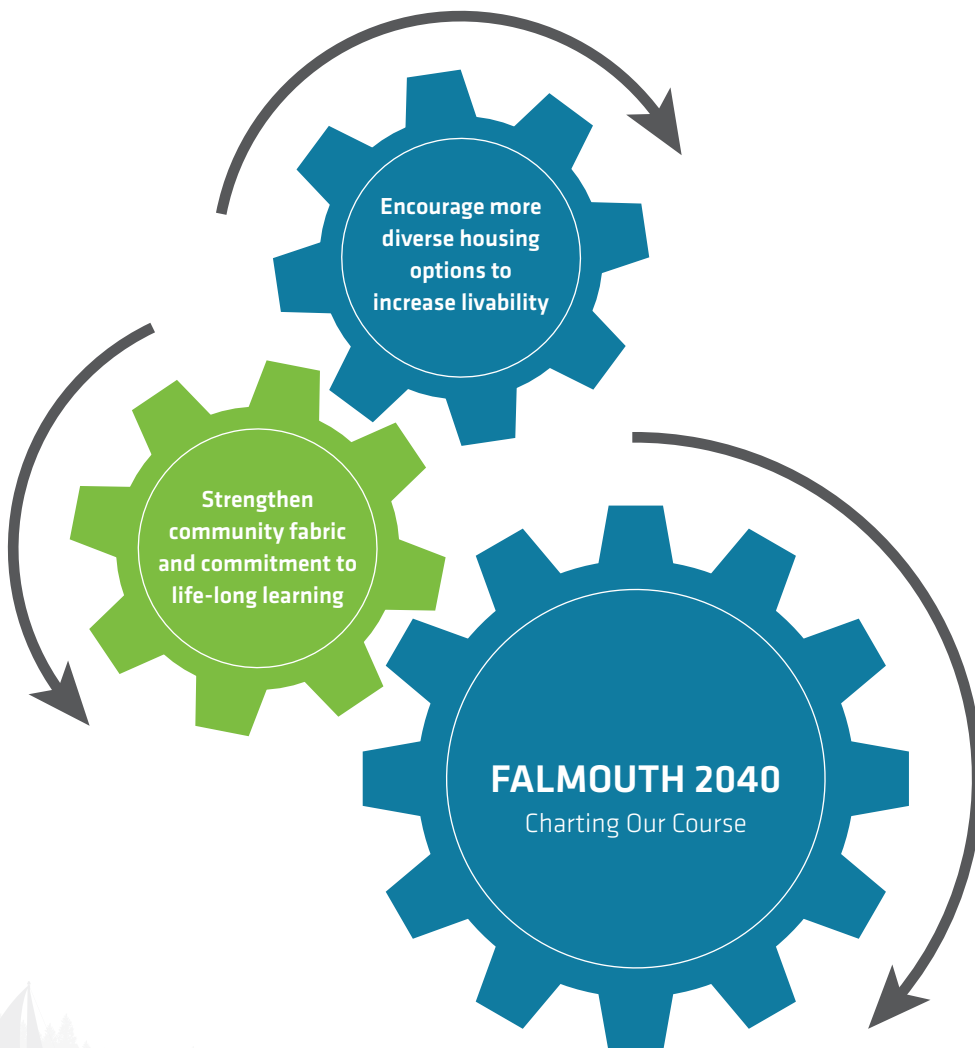 Encourage more
diverse housing
options to
increase livability
Strengthen
community fabric
and commitment to
life-long learning
FALMOUTH 2040
Charting Our Course